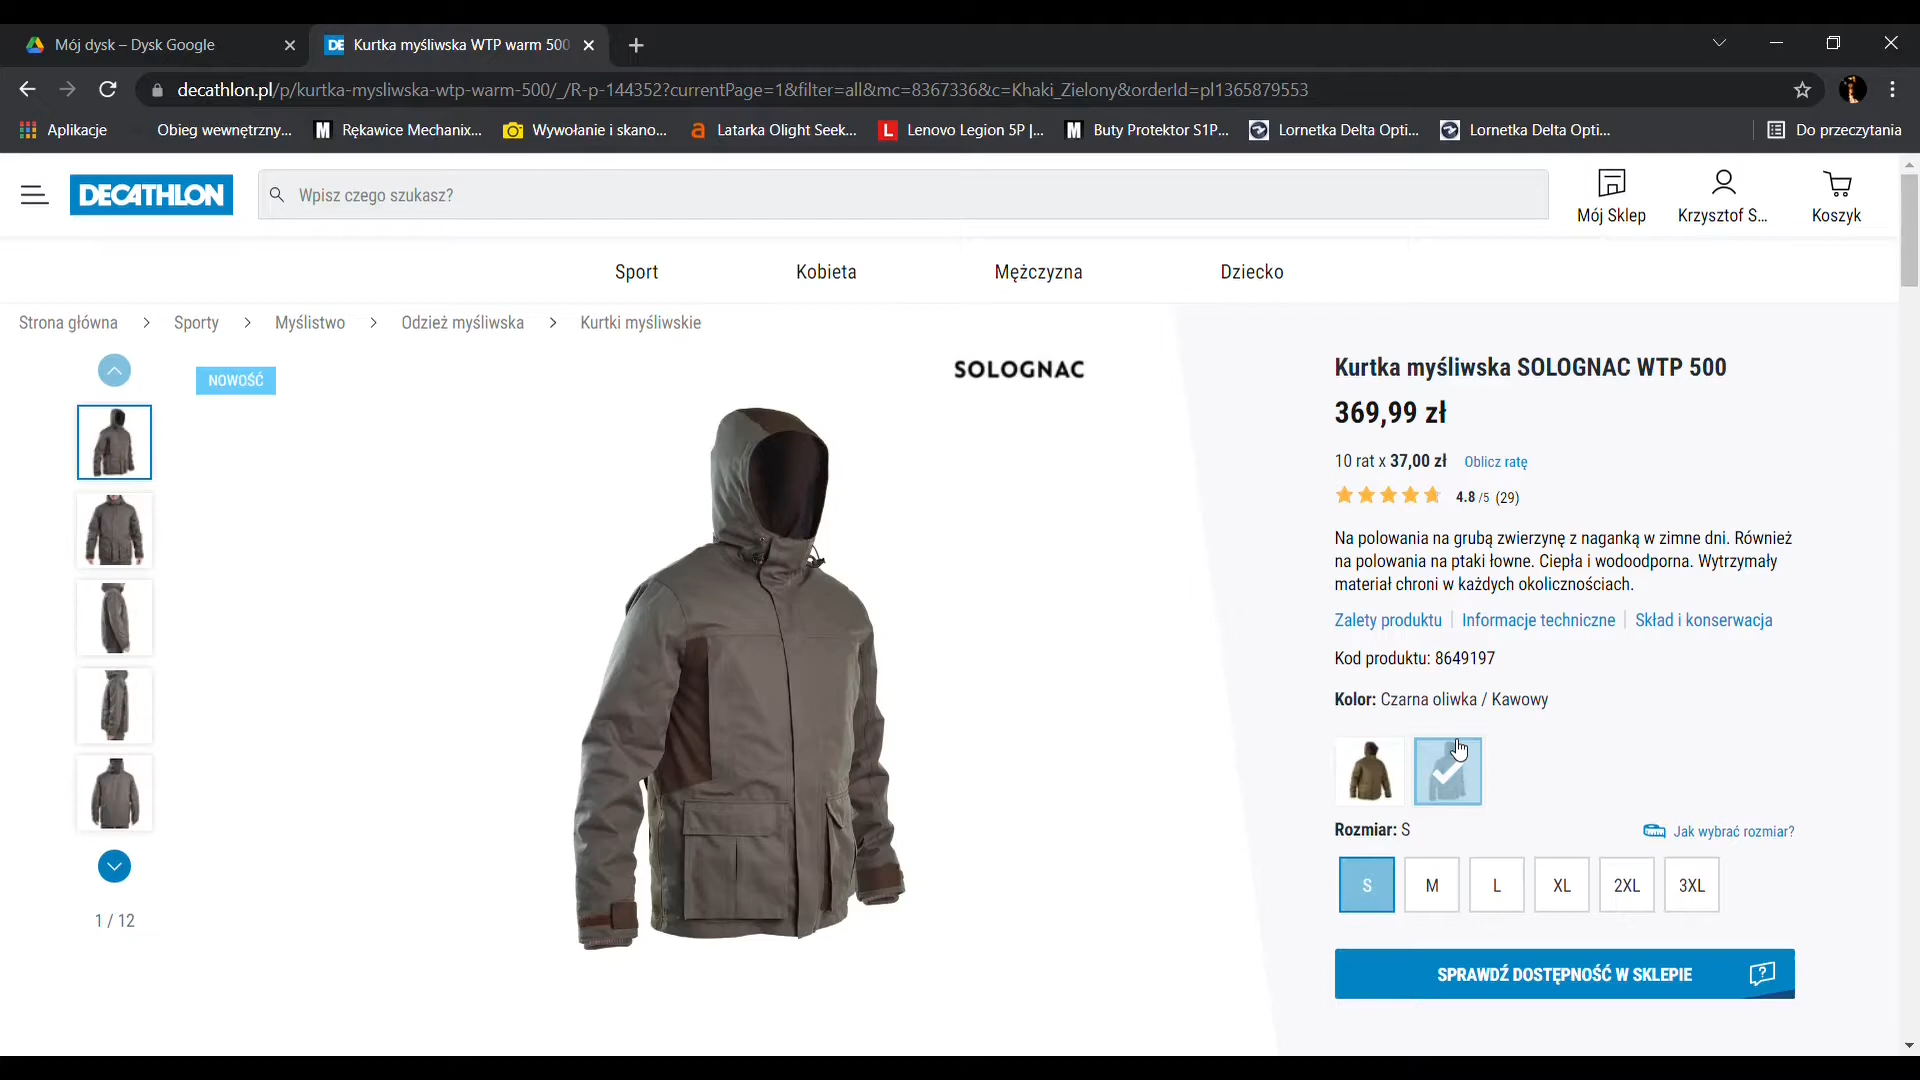 Mój dysk – Dysk Google
DE Kurtka myśliwska WTP warm 500
decathlon.pl/p/kurtka-mysliwska-wtp-warm-500/_/R-p-144352?currentPage=1&filter=all&mc=8367336&c=Khaki_Zielony&orderId=pl1365879553
Aplikacje
Obieg wewnętrzny...
M Rękawice Mechanix...
Wywołanie i skano...
a Latarka Olight Seek...
L Lenovo Legion 5P |...
M Buty Protektor S1P...
Lornetka Delta Opti...
Lornetka Delta Opti...
Do przeczytania
DECATHLON
Wpisz czego szukasz?
Mój Sklep
Krzysztof S...
Koszyk
Sport
Kobieta
Mężczyzna
Dziecko
Strona główna > Sporty > Myślistwo > Odzież myśliwska > Kurtki myśliwskie
NOWOŚĆ
SOLOGNAC
1 / 12
Kurtka myśliwska SOLOGNAC WTP 500
369,99 zł
10 rat x 37,00 zł Oblicz ratę
4.8 /5 (29)
Na polowania na grubą zwierzynę z naganką w zimne dni. Również
na polowania na ptaki łowne. Ciepła i wodoodporna. Wytrzymały
materiał chroni w każdych okolicznościach.
Zalety produktu | Informacje techniczne | Skład i konserwacja
Kod produktu: 8649197
Kolor: Czarna oliwka / Kawowy
Rozmiar: S
Jak wybrać rozmiar?
S M L XL 2XL 3XL
SPRAWDŹ DOSTĘPNOŚĆ W SKLEPIE